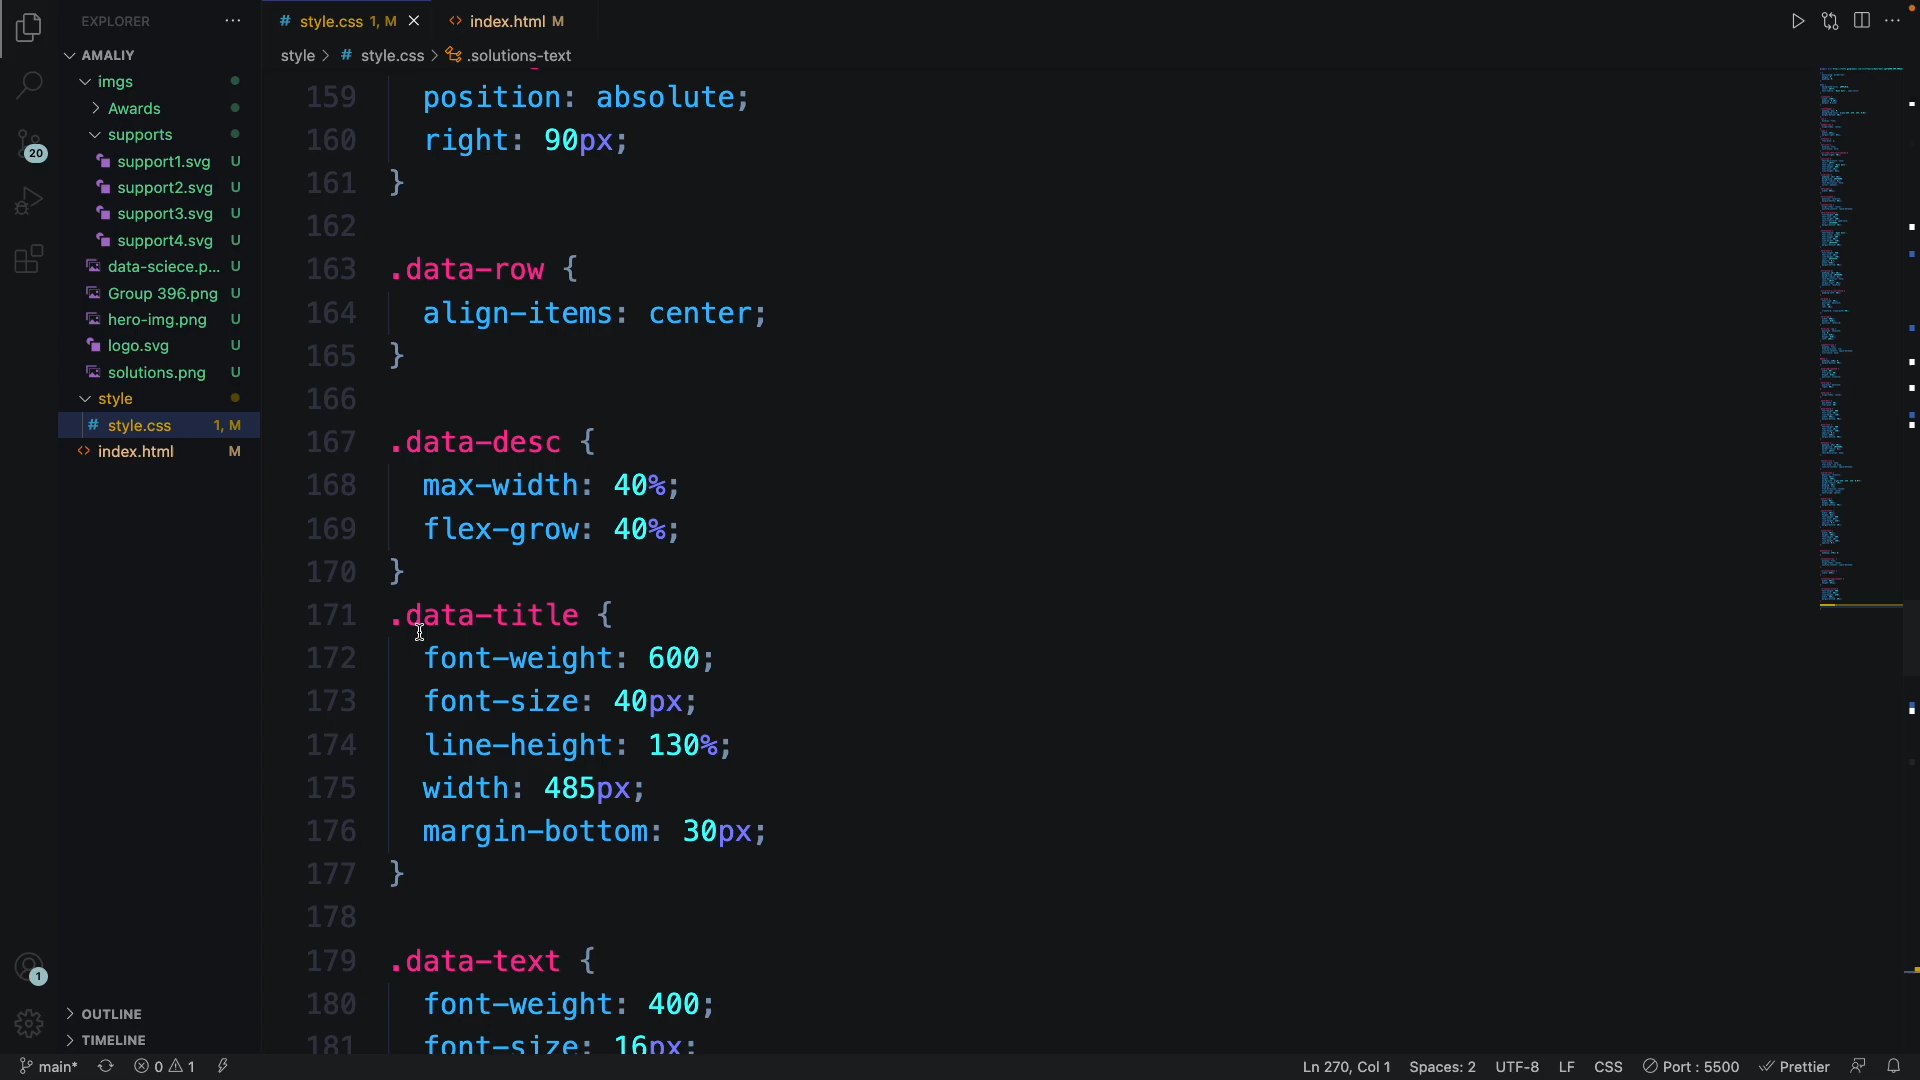 EXPLORER
AMALIY
imgs
Awards
supports
support1.svg U
support2.svg U
support3.svg U
support4.svg U
data-sciece.p... U
Group 396.png U
hero-img.png U
logo.svg U
solutions.png U
style
# style.css 1, M
<> index.html M
OUTLINE
TIMELINE
20
1
# style.css 1, M
<> index.html M
style > # style.css > .solutions-text
159 position: absolute;
160 right: 90px;
161 }
162
163 .data-row {
164 align-items: center;
165 }
166
167 .data-desc {
168 max-width: 40%;
169 flex-grow: 40%;
170 }
171 .data-title {
172 font-weight: 600;
173 font-size: 40px;
174 line-height: 130%;
175 width: 485px;
176 margin-bottom: 30px;
177 }
178
179 .data-text {
180 font-weight: 400;
181 font-size: 16px;
main* 0 1
Ln 270, Col 1 Spaces: 2 UTF-8 LF CSS Port : 5500 Prettier